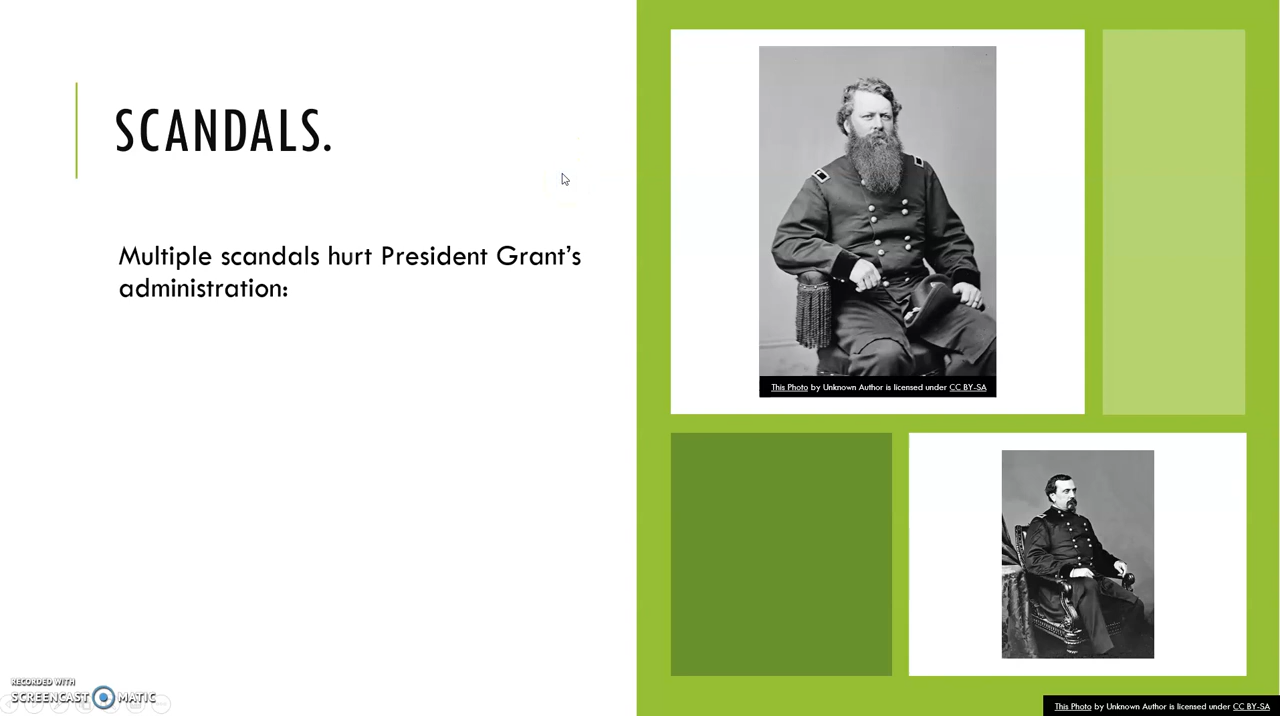 SCANDALS.
Multiple scandals hurt President Grant's
administration:
This Photo by Unknown Author is licensed under CC BY-SA
RECORDED WITH
SCREENCAST MATIC
This Photo by Unknown Author is licensed under CC BY-SA